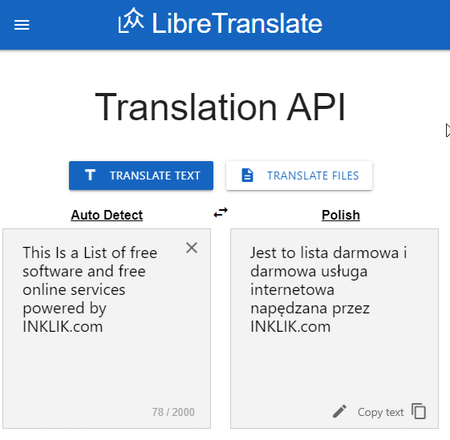 LibreTranslate
Translation API
TRANSLATE TEXT
TRANSLATE FILES
Auto Detect
Polish
This Is a List of free
software and free
online services
powered by
INKLIK.com
78 / 2000
Jest to lista darmowa i
darmowa usługa
internetowa
napędzana przez
INKLIK.com
Copy text